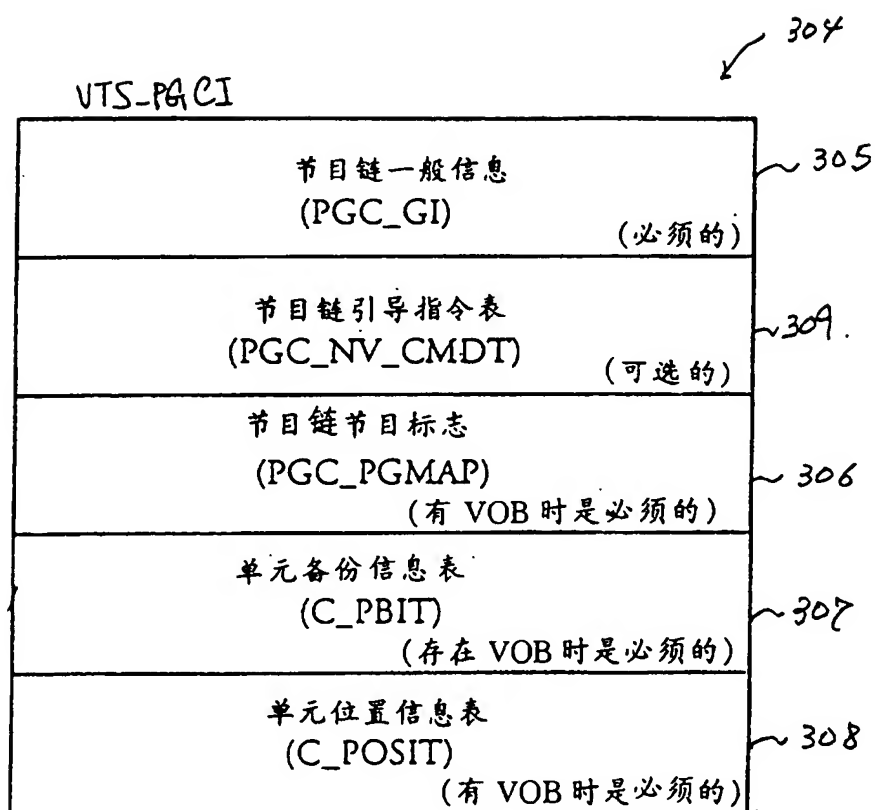 304
VTS_PGCI
节目链一般信息
(PGC_GI)
(必须的)
305
节目链引导指令表
(PGC_NV_CMDT)
(可选的)
309.
节目链节目标志
(PGC_PGMAP)
(有 VOB 时是必须的)
306
单元备份信息表
(C_PBIT)
(存在 VOB 时是必须的)
307
单元位置信息表
(C_POSIT)
(有 VOB 时是必须的)
308